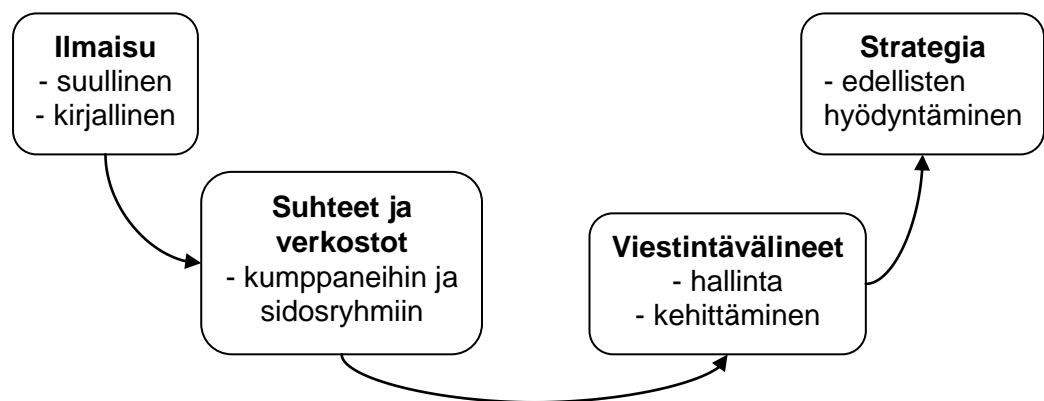 Ilmaisu
- suullinen
- kirjallinen
Suhteet ja
verkostot
- kumppaneihin ja
sidosryhmiin
Viestintävälineet
- hallinta
- kehittäminen
Strategia
- edellisten
hyödyntäminen